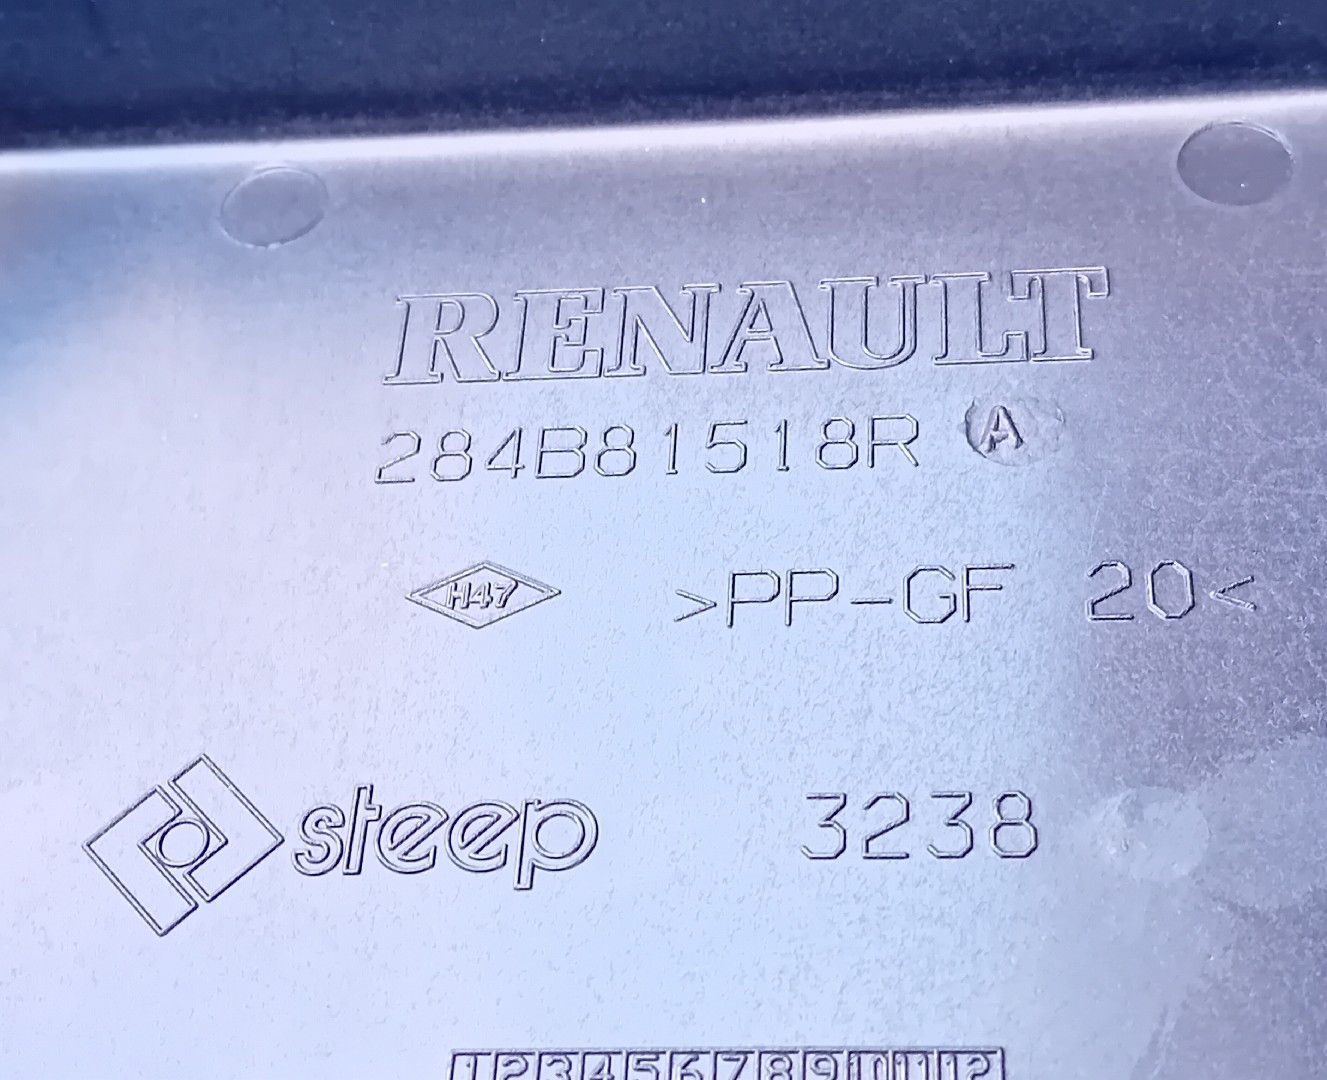 RENAULT
284B81518R A
H47 >PP-GF 20<
steep 3238
1 2 3 4 5 6 7 8 9 10 11 12